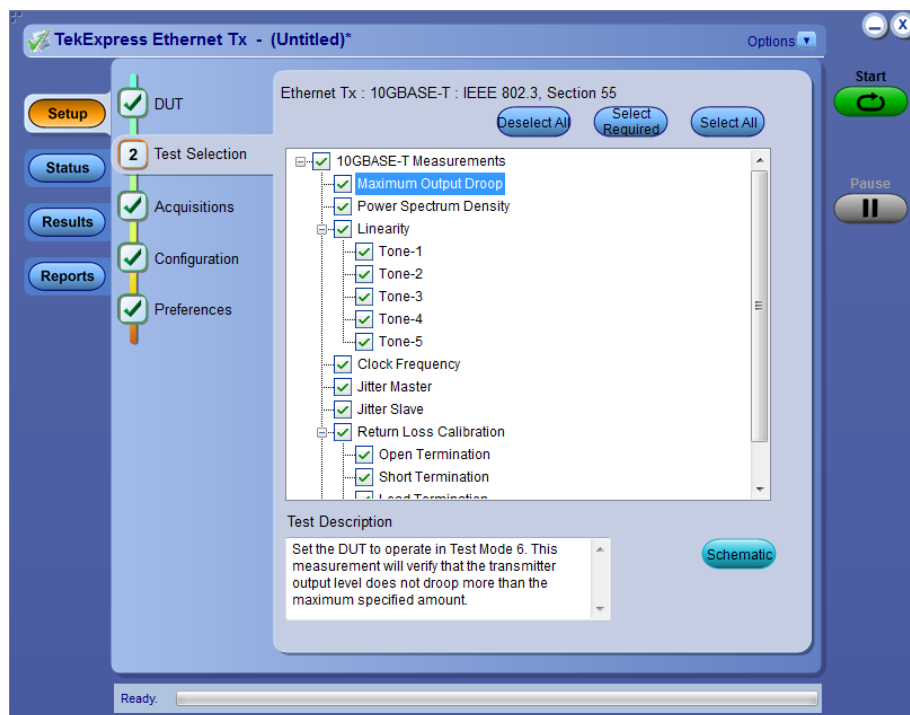 TekExpress Ethernet Tx - (Untitled)*
Options
Start
Pause
Setup
Status
Results
Reports
DUT
2 Test Selection
Acquisitions
Configuration
Preferences
Ethernet Tx : 10GBASE-T : IEEE 802.3, Section 55
Deselect All
Select Required
Select All
10GBASE-T Measurements
Maximum Output Droop
Power Spectrum Density
Linearity
Tone-1
Tone-2
Tone-3
Tone-4
Tone-5
Clock Frequency
Jitter Master
Jitter Slave
Return Loss Calibration
Open Termination
Short Termination
Load Termination
Test Description
Set the DUT to operate in Test Mode 6. This
measurement will verify that the transmitter
output level does not droop more than the
maximum specified amount.
Schematic
Ready.